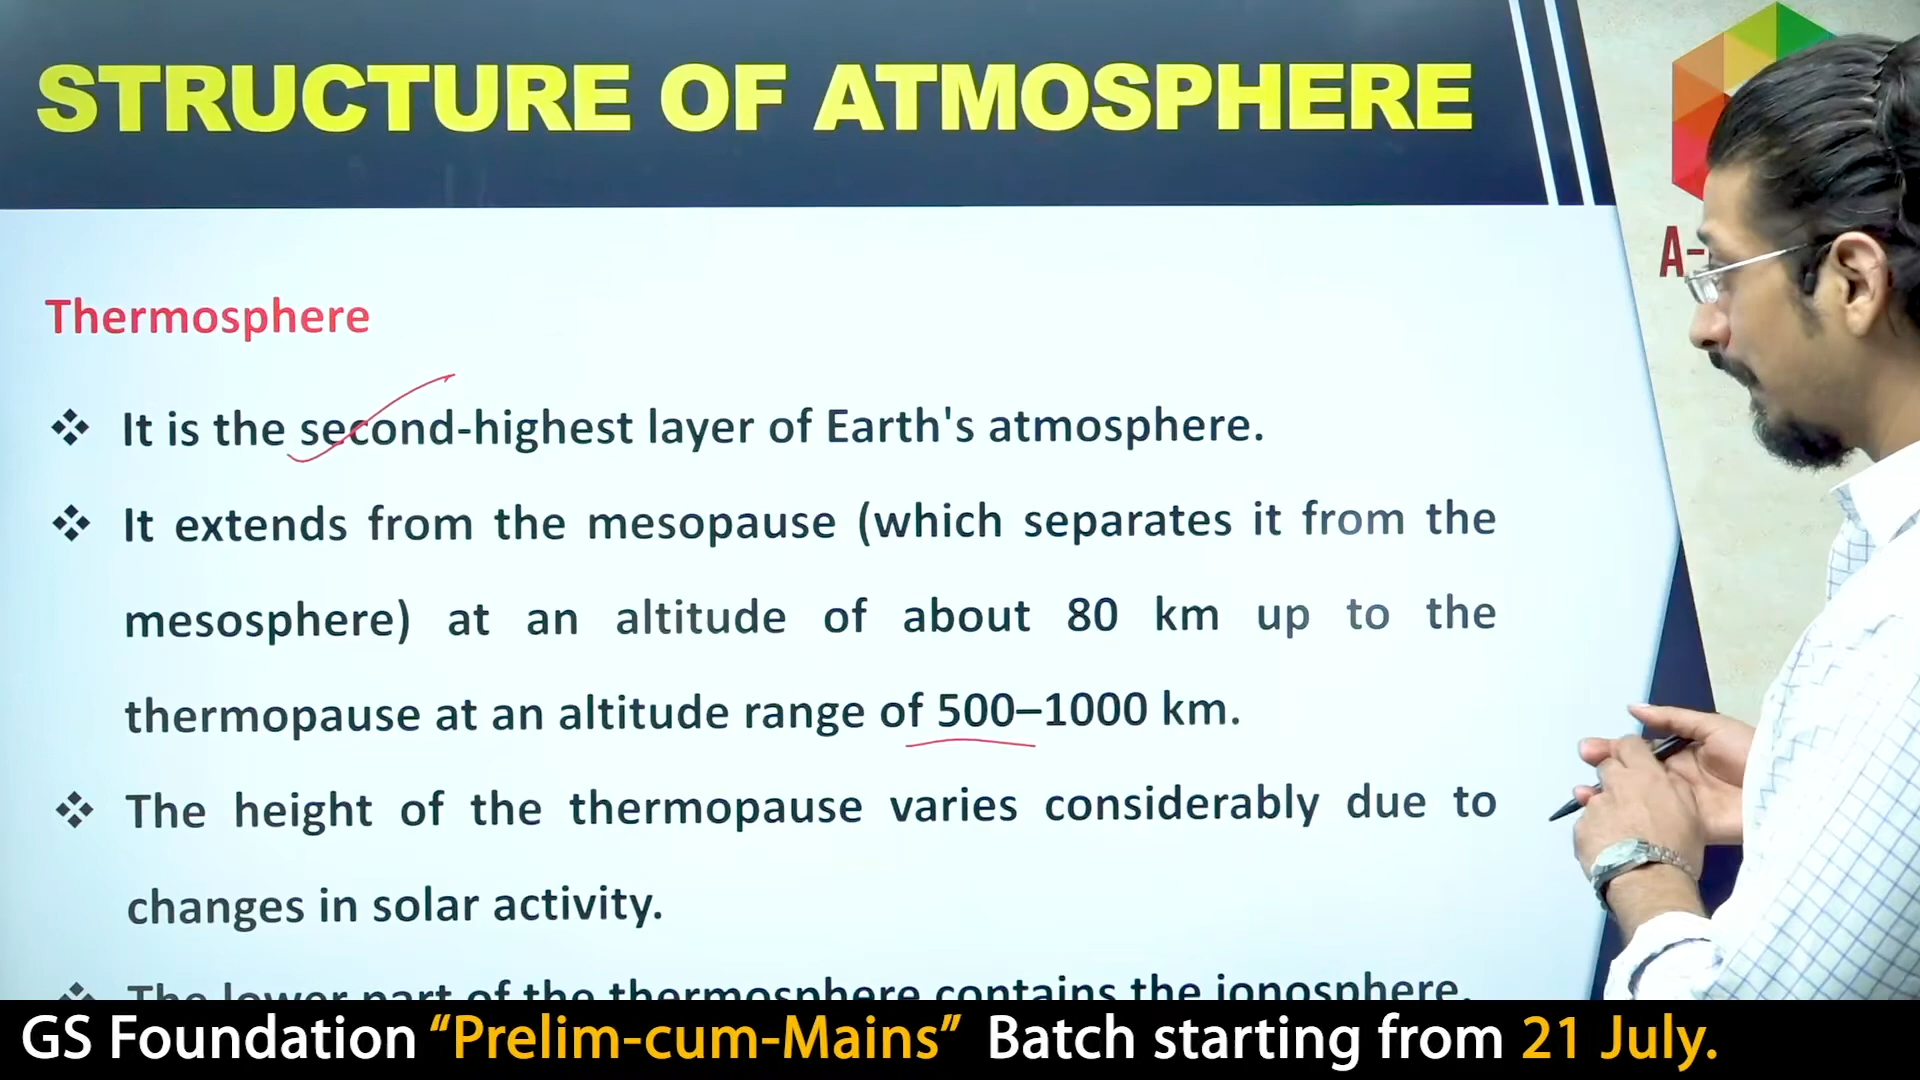 STRUCTURE OF ATMOSPHERE
A-
Thermosphere
❖ It is the second-highest layer of Earth's atmosphere.
❖ It extends from the mesopause (which separates it from the
mesosphere) at an altitude of about 80 km up to the
thermopause at an altitude range of 500–1000 km.
❖ The height of the thermopause varies considerably due to
changes in solar activity.
❖ The lower part of the thermosphere contains the ionosphere.
GS Foundation “Prelim-cum-Mains” Batch starting from 21 July.